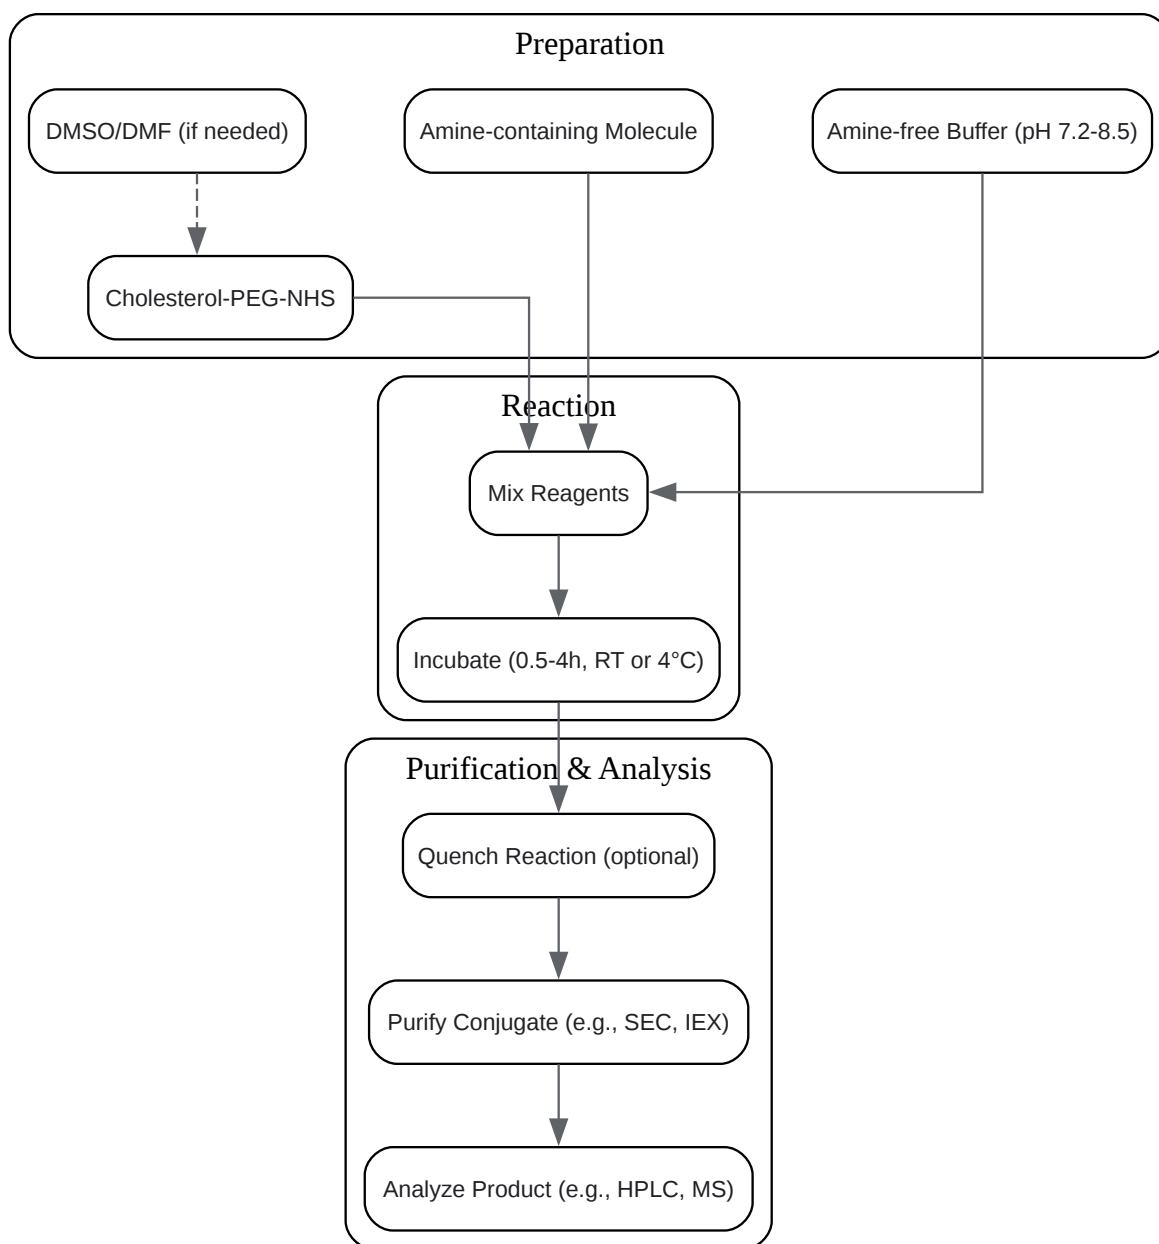 Preparation
DMSO/DMF (if needed)
Amine-containing Molecule
Amine-free Buffer (pH 7.2-8.5)
Cholesterol-PEG-NHS
Reaction
Mix Reagents
Incubate (0.5-4h, RT or 4°C)
Purification & Analysis
Quench Reaction (optional)
Purify Conjugate (e.g., SEC, IEX)
Analyze Product (e.g., HPLC, MS)